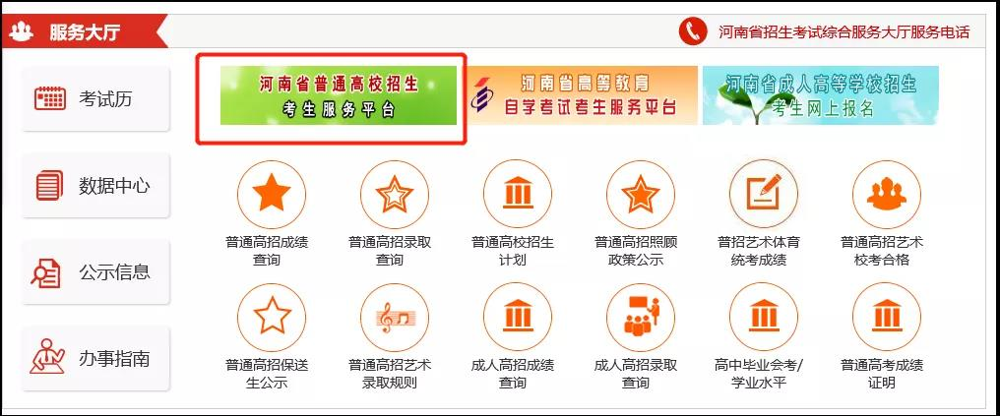 服务大厅
河南省招生考试综合服务大厅服务电话
考试历
数据中心
公示信息
办事指南
河南省普通高校招生
考生服务平台
河南省高等教育
自学考试考生服务平台
河南省成人高等学校招生
考生网上报名
普通高招成绩
查询
普通高招录取
查询
普通高校招生
计划
普通高招照顾
政策公示
普招艺术体育
统考成绩
普通高招艺术
校考合格
普通高招保送
生公示
普通高招艺术
录取规则
成人高招成绩
查询
成人高招录取
查询
高中毕业会考/
学业水平
普通高考成绩
证明